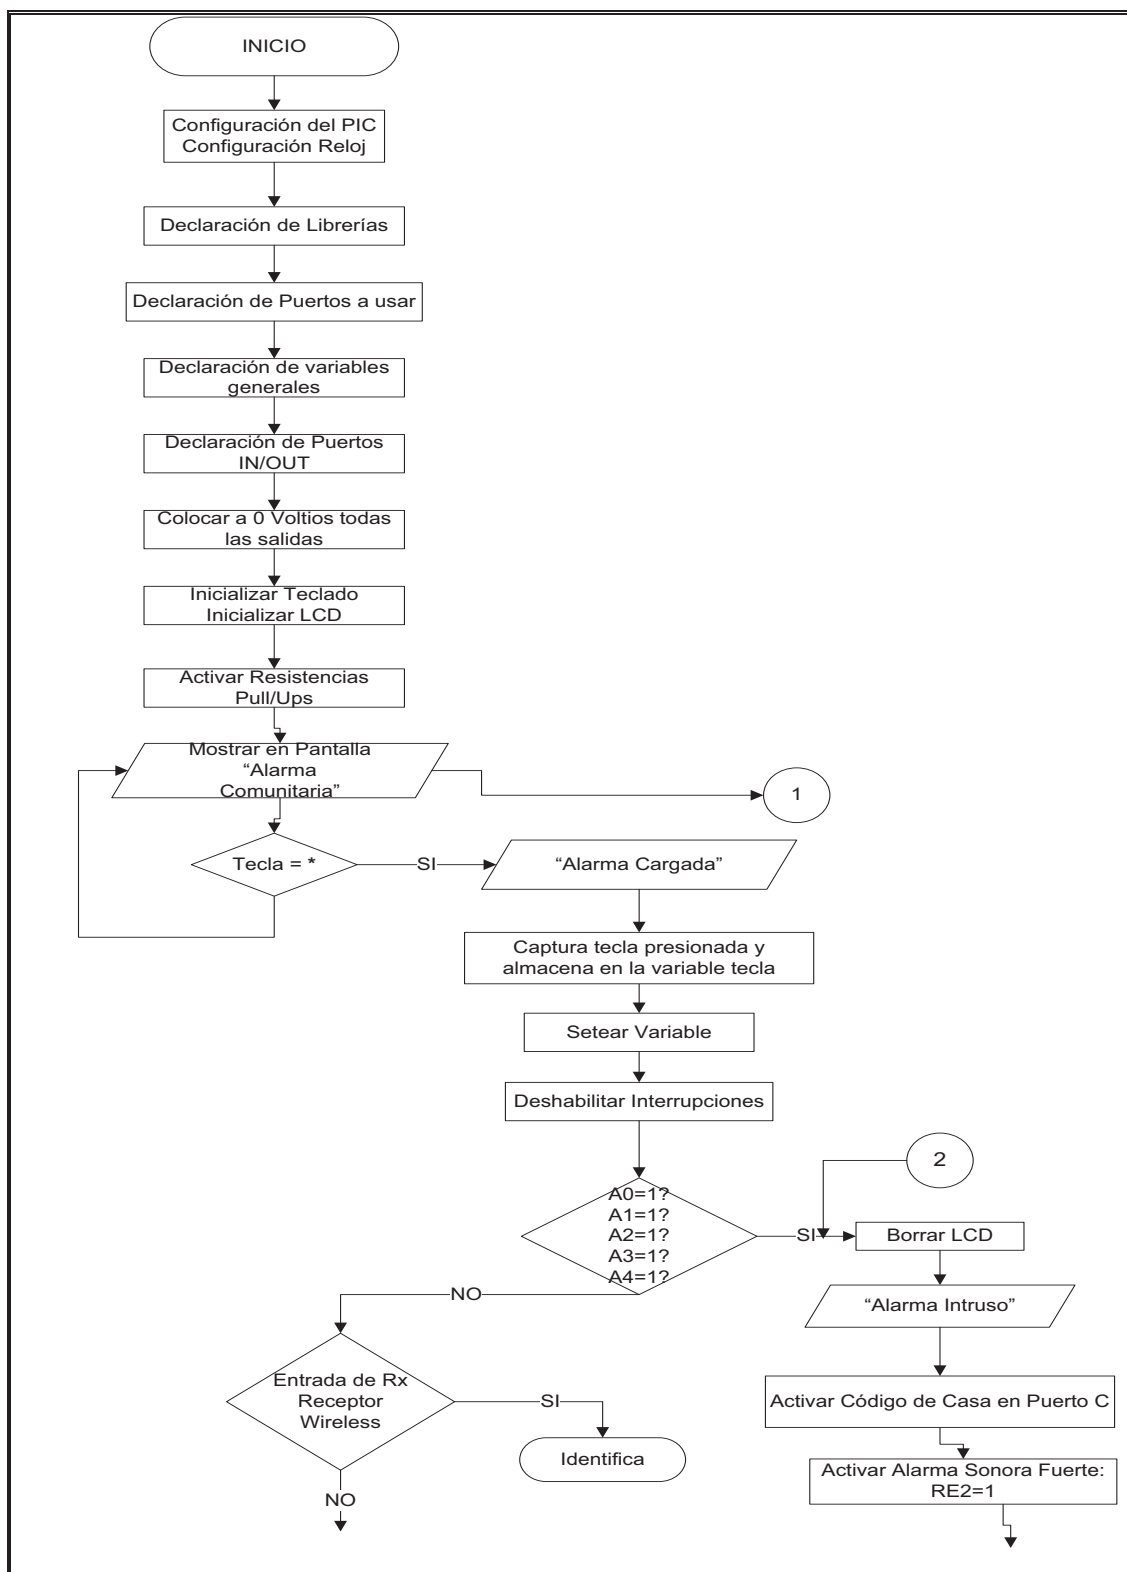 INICIO
Configuración del PIC
Configuración Reloj
Declaración de Librerías
Declaración de Puertos a usar
Declaración de variables
generales
Declaración de Puertos
IN/OUT
Colocar a 0 Voltios todas
las salidas
Inicializar Teclado
Inicializar LCD
Activar Resistencias
Pull/Ups
Mostrar en Pantalla
“Alarma
Comunitaria”
1
Tecla = *
SI
“Alarma Cargada”
Captura tecla presionada y
almacena en la variable tecla
Setear Variable
Deshabilitar Interrupciones
2
A0=1?
A1=1?
A2=1?
A3=1?
A4=1?
SI
Borrar LCD
NO
“Alarma Intruso”
Entrada de Rx
Receptor
Wireless
SI
Activar Código de Casa en Puerto C
Identifica
Activar Alarma Sonora Fuerte:
RE2=1
NO